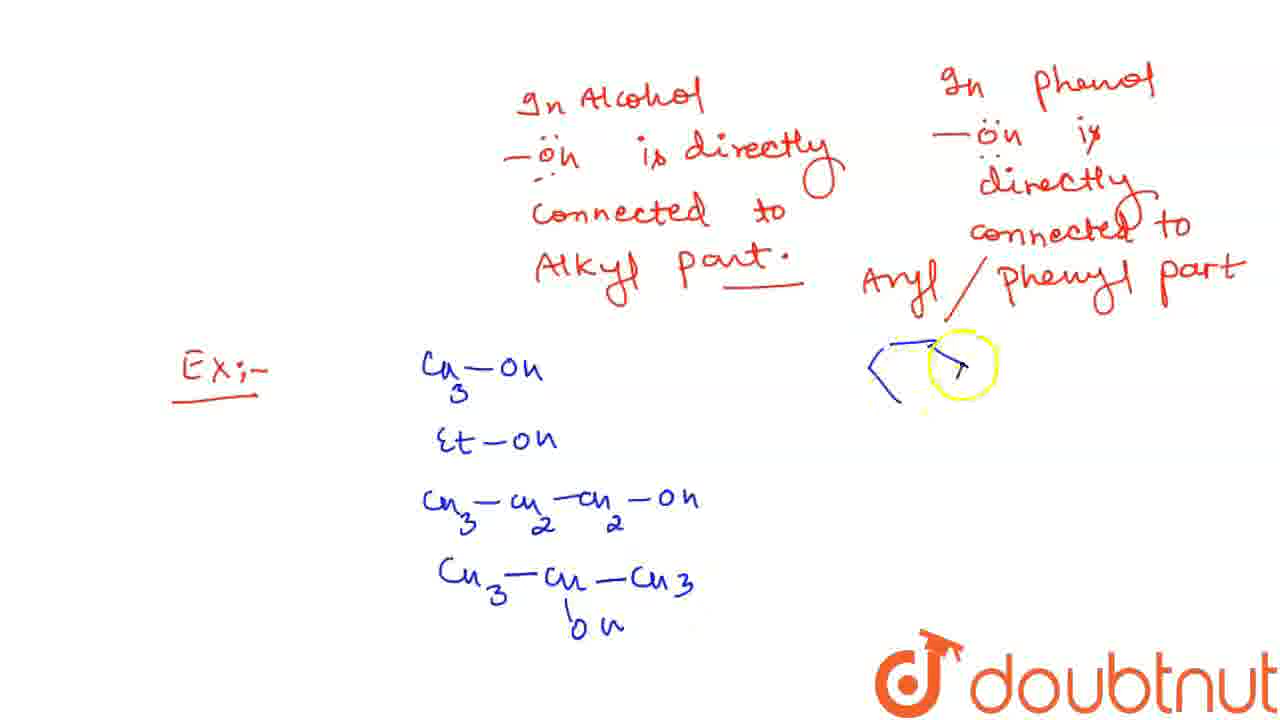 In Alcohol
–ÖH is directly
connected to
Alkyl part.
In phenol
–ÖH is
directly
connected to
Aryl / phenyl part
Ex:-
CH3–OH
Et–OH
CH3–CH2–CH2–OH
CH3–CH–CH3
OH
doubtnut